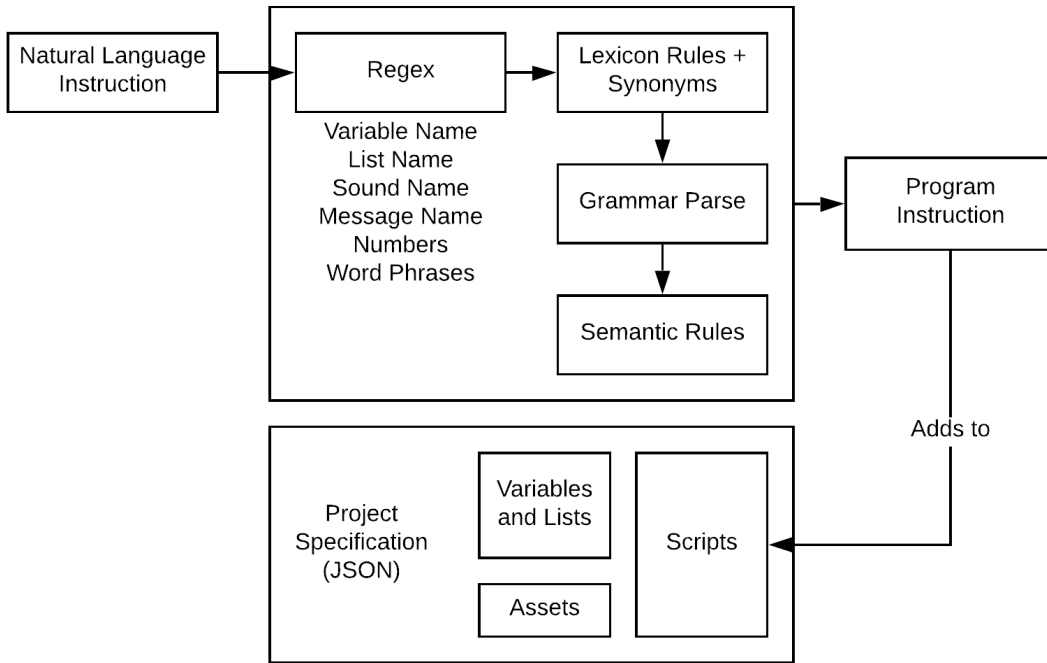 Natural Language
Instruction
Regex
Variable Name
List Name
Sound Name
Message Name
Numbers
Word Phrases
Lexicon Rules +
Synonyms
Grammar Parse
Semantic Rules
Program
Instruction
Adds to
Project
Specification
(JSON)
Variables
and Lists
Assets
Scripts